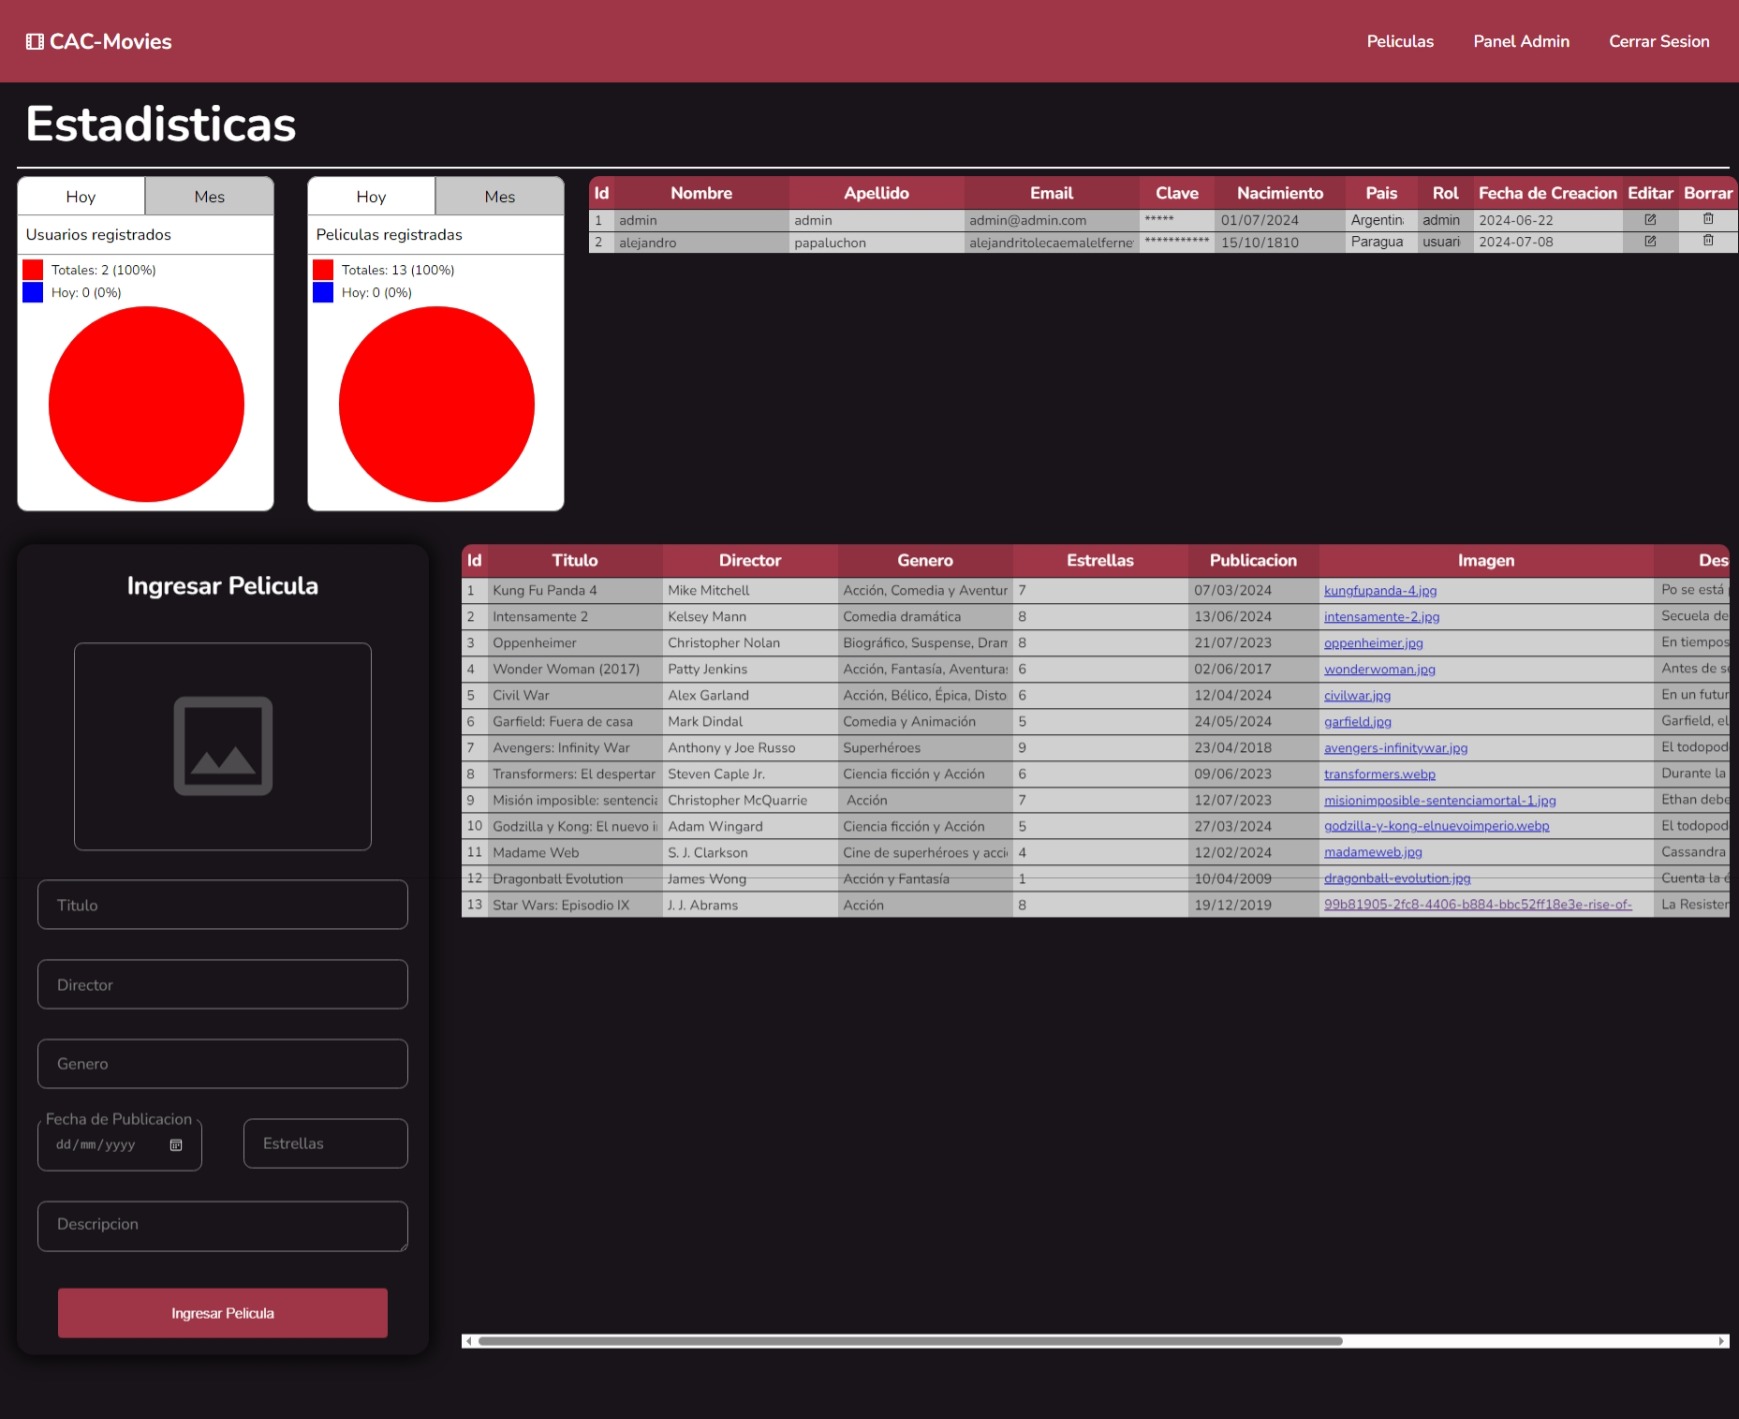 CAC-Movies
Peliculas Panel Admin Cerrar Sesion
Estadisticas
Hoy Mes
Usuarios registrados
Totales: 2 (100%)
Hoy: 0 (0%)
Hoy Mes
Peliculas registradas
Totales: 13 (100%)
Hoy: 0 (0%)
Id Nombre Apellido Email Clave Nacimiento Pais Rol Fecha de Creacion Editar Borrar
1 admin admin admin@admin.com ***** 01/07/2024 Argentin admin 2024-06-22
2 alejandro papaluchon alejandritolecaemalelferne *********** 15/10/1810 Paragua usuari 2024-07-08
Ingresar Pelicula
Titulo
Director
Genero
Fecha de Publicacion
dd/mm/yyyy
Estrellas
Descripcion
Ingresar Pelicula
Id Titulo Director Genero Estrellas Publicacion Imagen Des
1 Kung Fu Panda 4 Mike Mitchell Acción, Comedia y Aventur 7 07/03/2024 kungfupanda-4.jpg Po se está
2 Intensamente 2 Kelsey Mann Comedia dramática 8 13/06/2024 intensamente-2.jpg Secuela de
3 Oppenheimer Christopher Nolan Biográfico, Suspense, Dram 8 21/07/2023 oppenheimer.jpg En tiempos
4 Wonder Woman (2017) Patty Jenkins Acción, Fantasía, Aventura 6 02/06/2017 wonderwoman.jpg Antes de s
5 Civil War Alex Garland Acción, Bélico, Épica, Disto 6 12/04/2024 civilwar.jpg En un futur
6 Garfield: Fuera de casa Mark Dindal Comedia y Animación 5 24/05/2024 garfield.jpg Garfield, el
7 Avengers: Infinity War Anthony y Joe Russo Superhéroes 9 23/04/2018 avengers-infinitywar.jpg El todopod
8 Transformers: El despertar Steven Caple Jr. Ciencia ficción y Acción 6 09/06/2023 transformers.webp Durante la
9 Misión imposible: sentencia Christopher McQuarrie Acción 7 12/07/2023 misionimposible-sentenciamortal-1.jpg Ethan debe
10 Godzilla y Kong: El nuevo i Adam Wingard Ciencia ficción y Acción 5 27/03/2024 godzilla-y-kong-elnuevoimperio.webp El todopod
11 Madame Web S. J. Clarkson Cine de superhéroes y acci 4 12/02/2024 madameweb.jpg Cassandra
12 Dragonball Evolution James Wong Acción y Fantasía 1 10/04/2009 dragonball-evolution.jpg Cuenta la
13 Star Wars: Episodio IX J. J. Abrams Acción 8 19/12/2019 99b81905-2fc8-4406-b884-bbc52ff18e3e-rise-of- La Resister